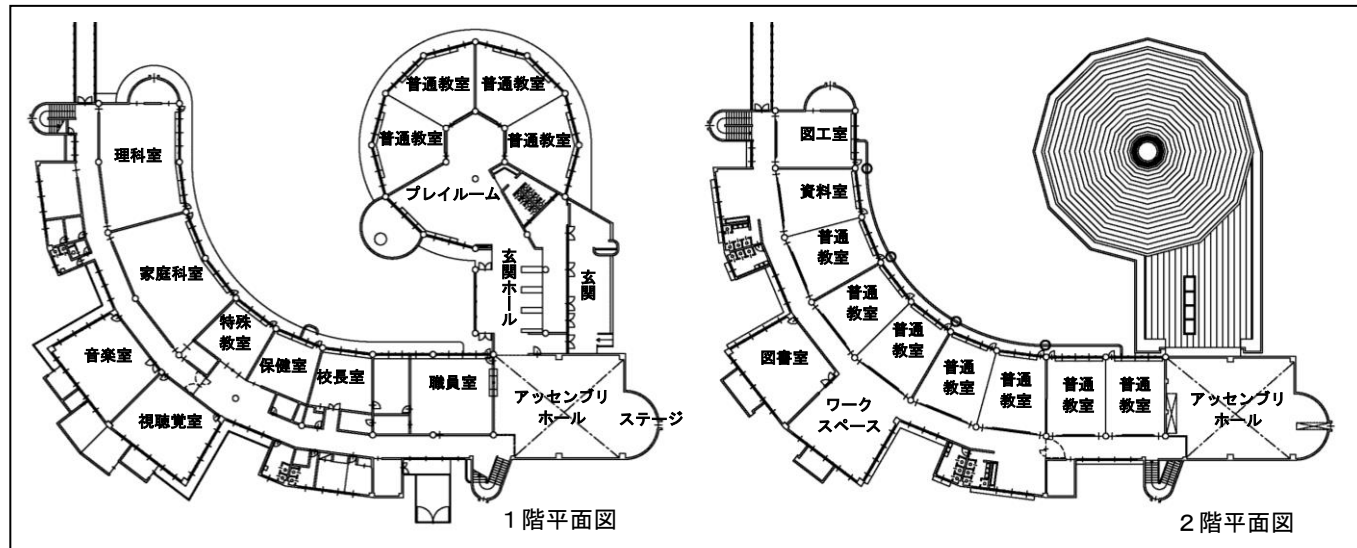 普通教室
普通教室
普通教室
普通教室
プレイルーム
理科室
家庭科室
特殊
教室
保健室
校長室
職員室
音楽室
視聴覚室
玄関ホール
玄関
アッセンブリ
ホール
ステージ
1階平面図
図工室
資料室
普通
教室
普通
教室
普通
教室
普通
教室
普通
教室
普通
教室
普通
教室
図書室
ワーク
スペース
アッセンブリ
ホール
2階平面図